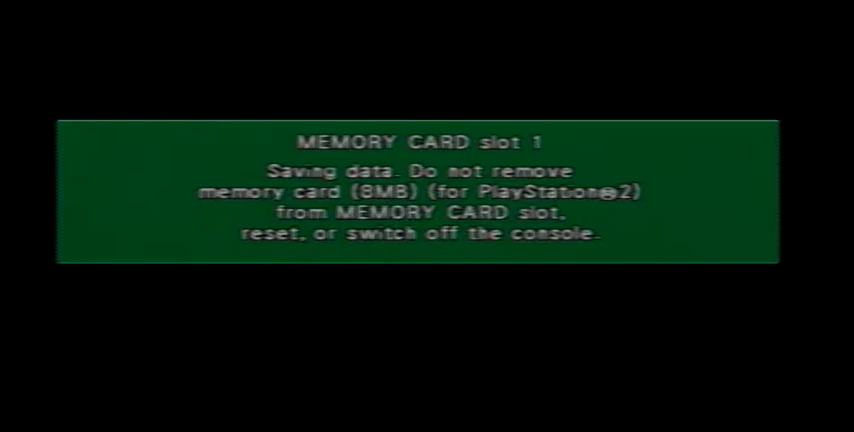 MEMORY CARD slot 1
Saving data. Do not remove
memory card (8MB) (for PlayStation®2)
from MEMORY CARD slot,
reset, or switch off the console.